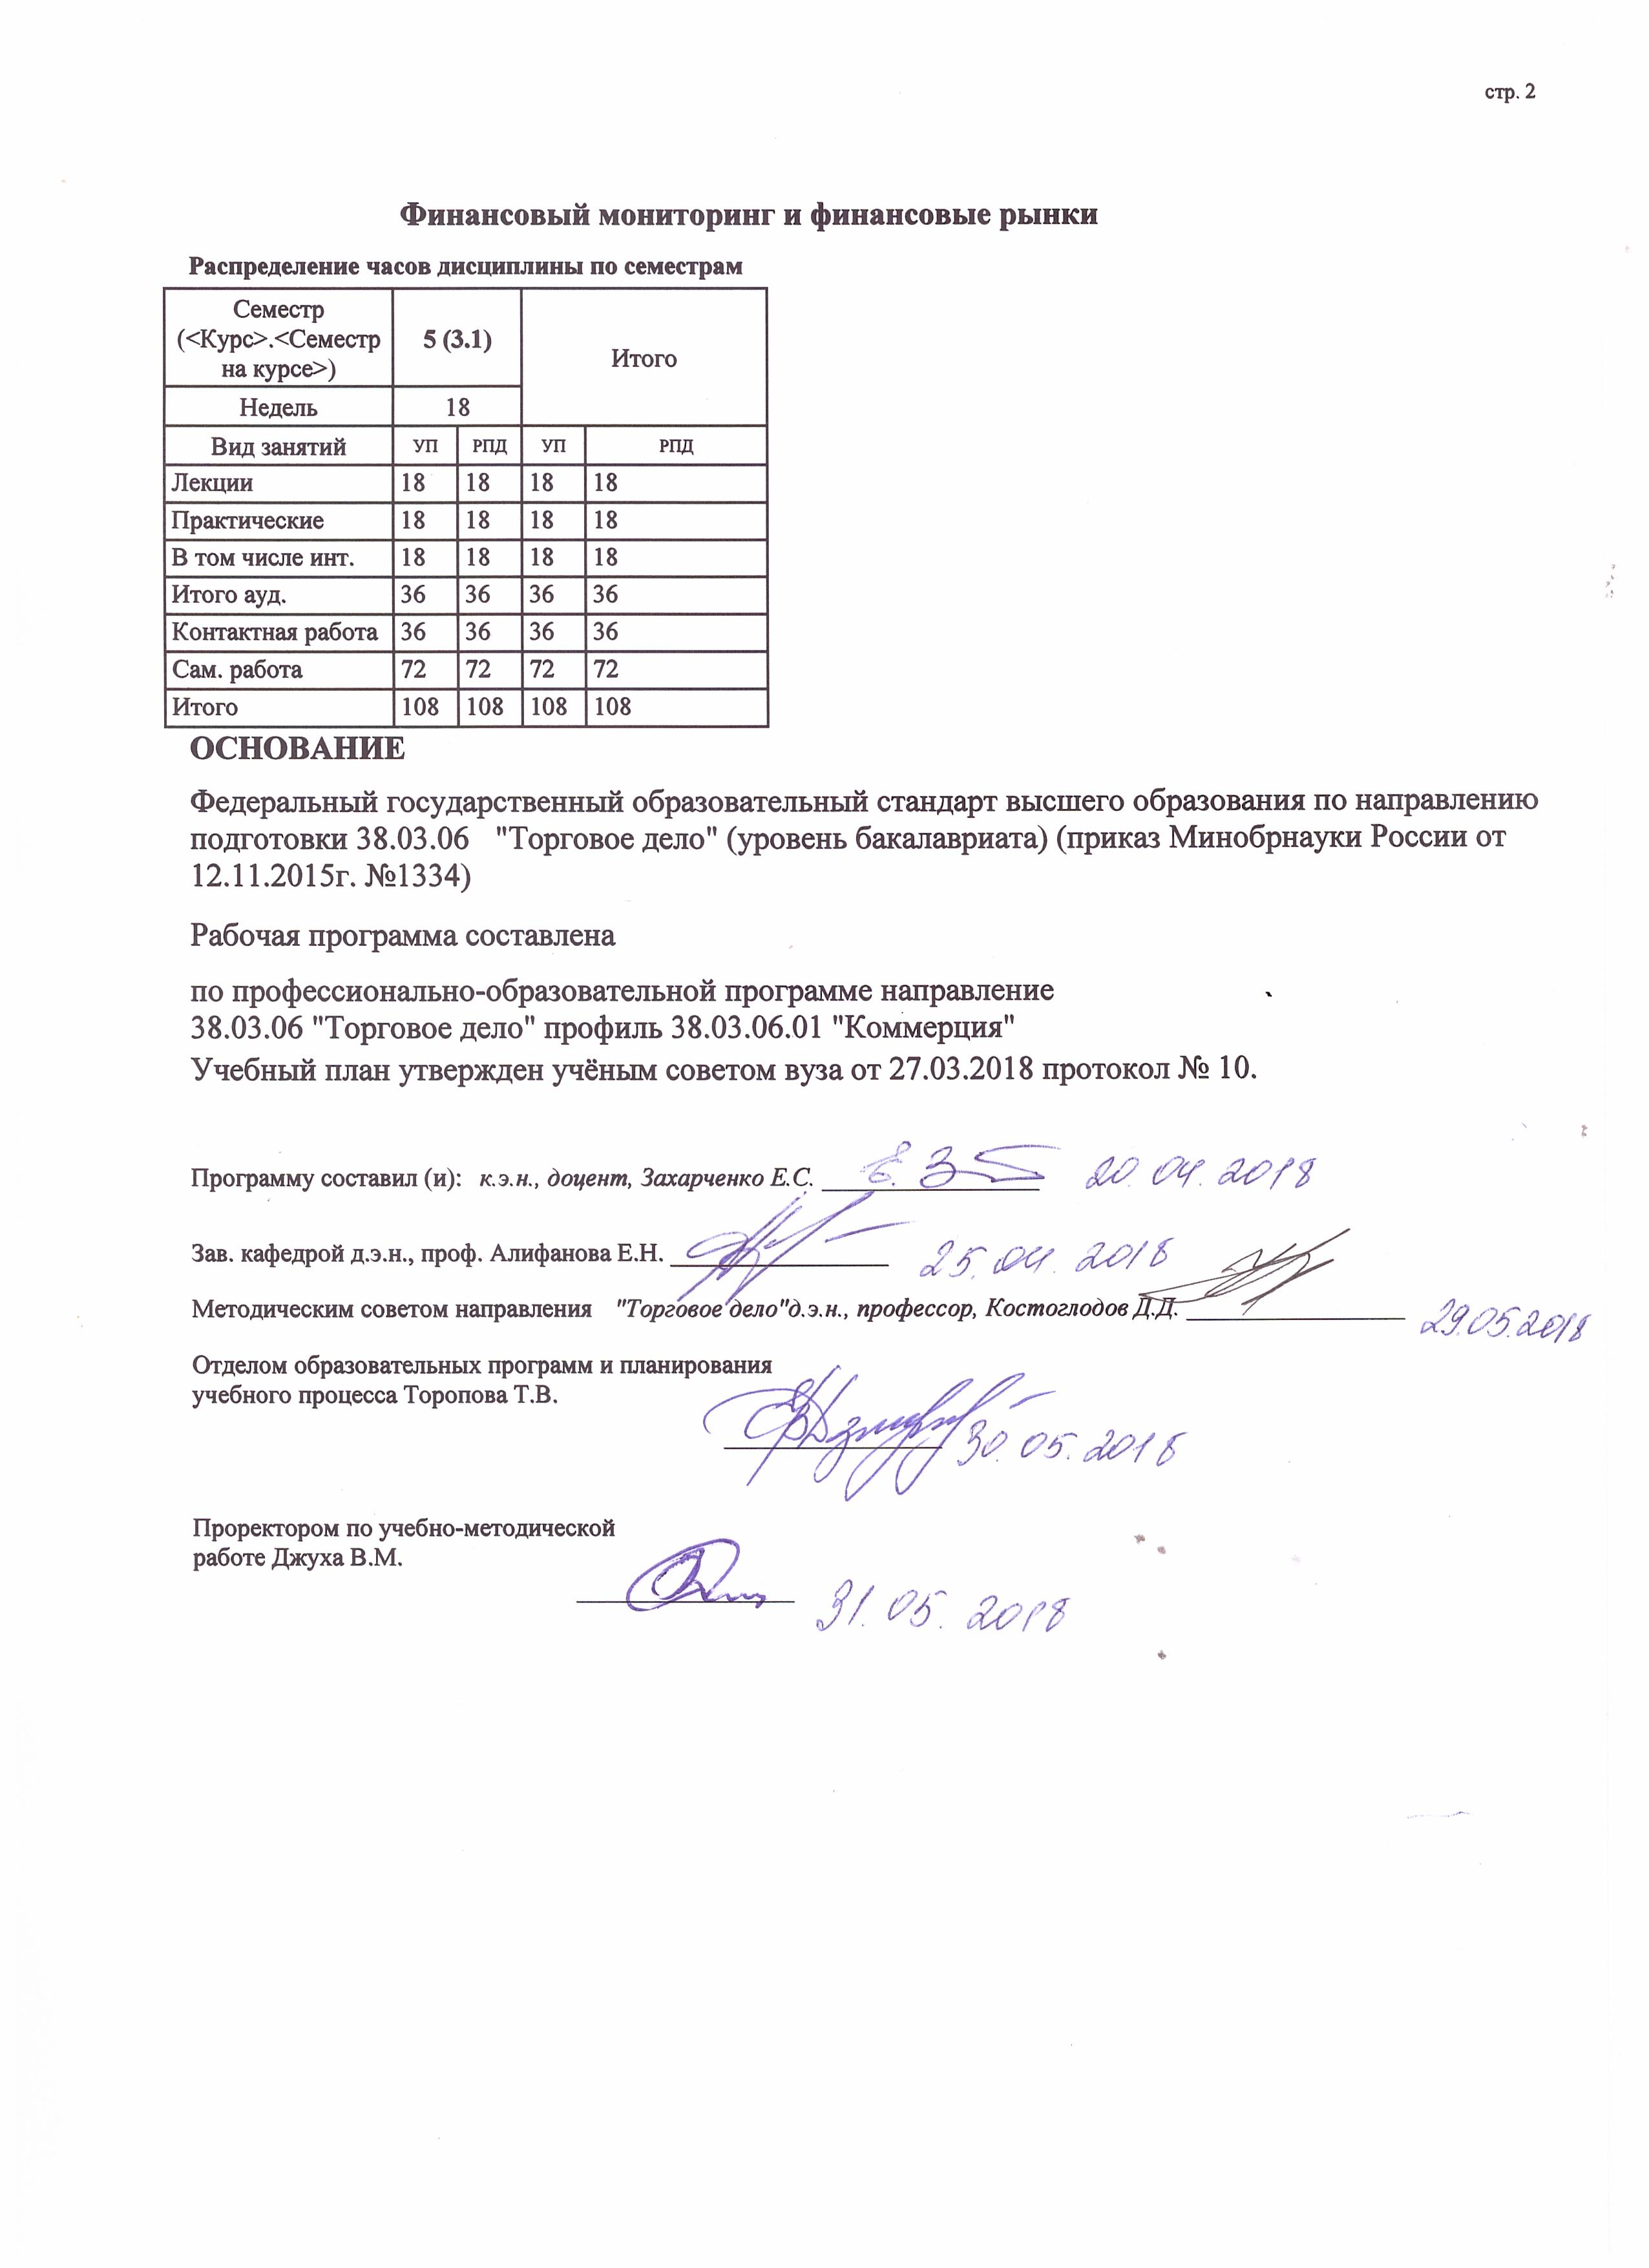 стр. 2
Финансовый мониторинг и финансовые рынки
Распределение часов дисциплины по семестрам
Семестр
(<Курс>.<Семестр
на курсе>)
5 (3.1)
Итого
Недель 18
Вид занятий УП РПД УП РПД
Лекции 18 18 18 18
Практические 18 18 18 18
В том числе инт. 18 18 18 18
Итого ауд. 36 36 36 36
Контактная работа 36 36 36 36
Сам. работа 72 72 72 72
Итого 108 108 108 108
ОСНОВАНИЕ
Федеральный государственный образовательный стандарт высшего образования по направлению
подготовки 38.03.06 "Торговое дело" (уровень бакалавриата) (приказ Минобрнауки России от
12.11.2015г. №1334)
Рабочая программа составлена
по профессионально-образовательной программе направление
38.03.06 "Торговое дело" профиль 38.03.06.01 "Коммерция"
Учебный план утвержден учёным советом вуза от 27.03.2018 протокол № 10.
Программу составил (и): к.э.н., доцент, Захарченко Е.С. 20.04.2018
Зав. кафедрой д.э.н., проф. Алифанова Е.Н. 25.04.2018
Методическим советом направления "Торговое дело"д.э.н., профессор, Костоглодов Д.Д. 29.05.2018
Отделом образовательных программ и планирования
учебного процесса Торопова Т.В.
30.05.2018
Проректором по учебно-методической
работе Джуха В.М.
31.05.2018